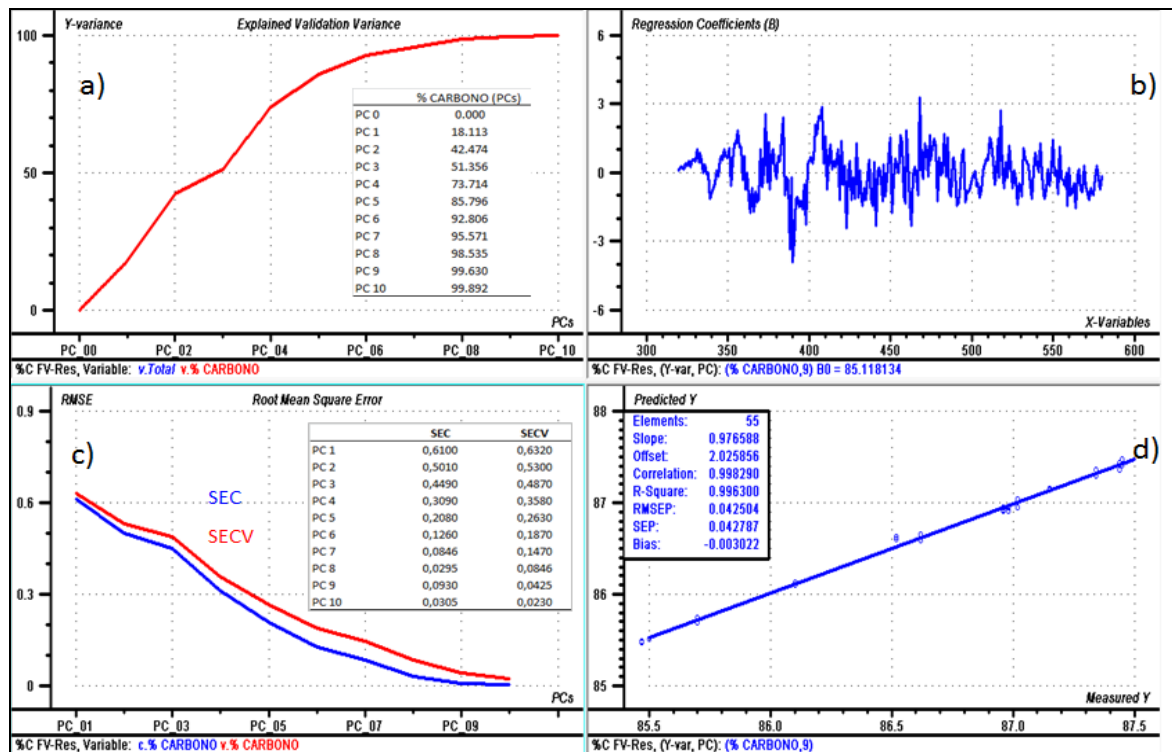 Y-variance Explained Validation Variance
a)
100
50
0
% CARBONO (PCs)
PC 0 0.000
PC 1 18.113
PC 2 42.474
PC 3 51.356
PC 4 73.714
PC 5 85.796
PC 6 92.806
PC 7 95.571
PC 8 98.535
PC 9 99.630
PC 10 99.892
PCs
PC_00 PC_02 PC_04 PC_06 PC_08 PC_10
%C FV-Res, Variable: v.Total v.% CARBONO
Regression Coefficients (B)
b)
6
3
0
-3
-6
X-Variables
300 350 400 450 500 550 600
%C FV-Res, (Y-var, PC): (% CARBONO,9) B0 = 85.118134
RMSE Root Mean Square Error
c)
0.9
0.6
0.3
0
SEC
SECV
SEC SECV
PC 1 0,6100 0,6320
PC 2 0,5010 0,5300
PC 3 0,4490 0,4870
PC 4 0,3090 0,3580
PC 5 0,2080 0,2630
PC 6 0,1260 0,1870
PC 7 0,0846 0,1470
PC 8 0,0295 0,0846
PC 9 0,0930 0,0425
PC 10 0,0305 0,0230
PCs
PC_01 PC_03 PC_05 PC_07 PC_09
%C FV-Res, Variable: c.% CARBONO v.% CARBONO
Predicted Y
d)
88
87
86
85
Elements: 55
Slope: 0.976588
Offset: 2.025856
Correlation: 0.998290
R-Square: 0.996300
RMSEP: 0.042504
SEP: 0.042787
Bias: -0.003022
Measured Y
85.5 86.0 86.5 87.0 87.5
%C FV-Res, (Y-var, PC): (% CARBONO,9)